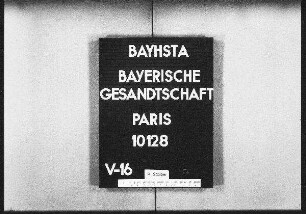 BAYHSTA
BAYERISCHE
GESANDTSCHAFT
PARIS
10128
V-16